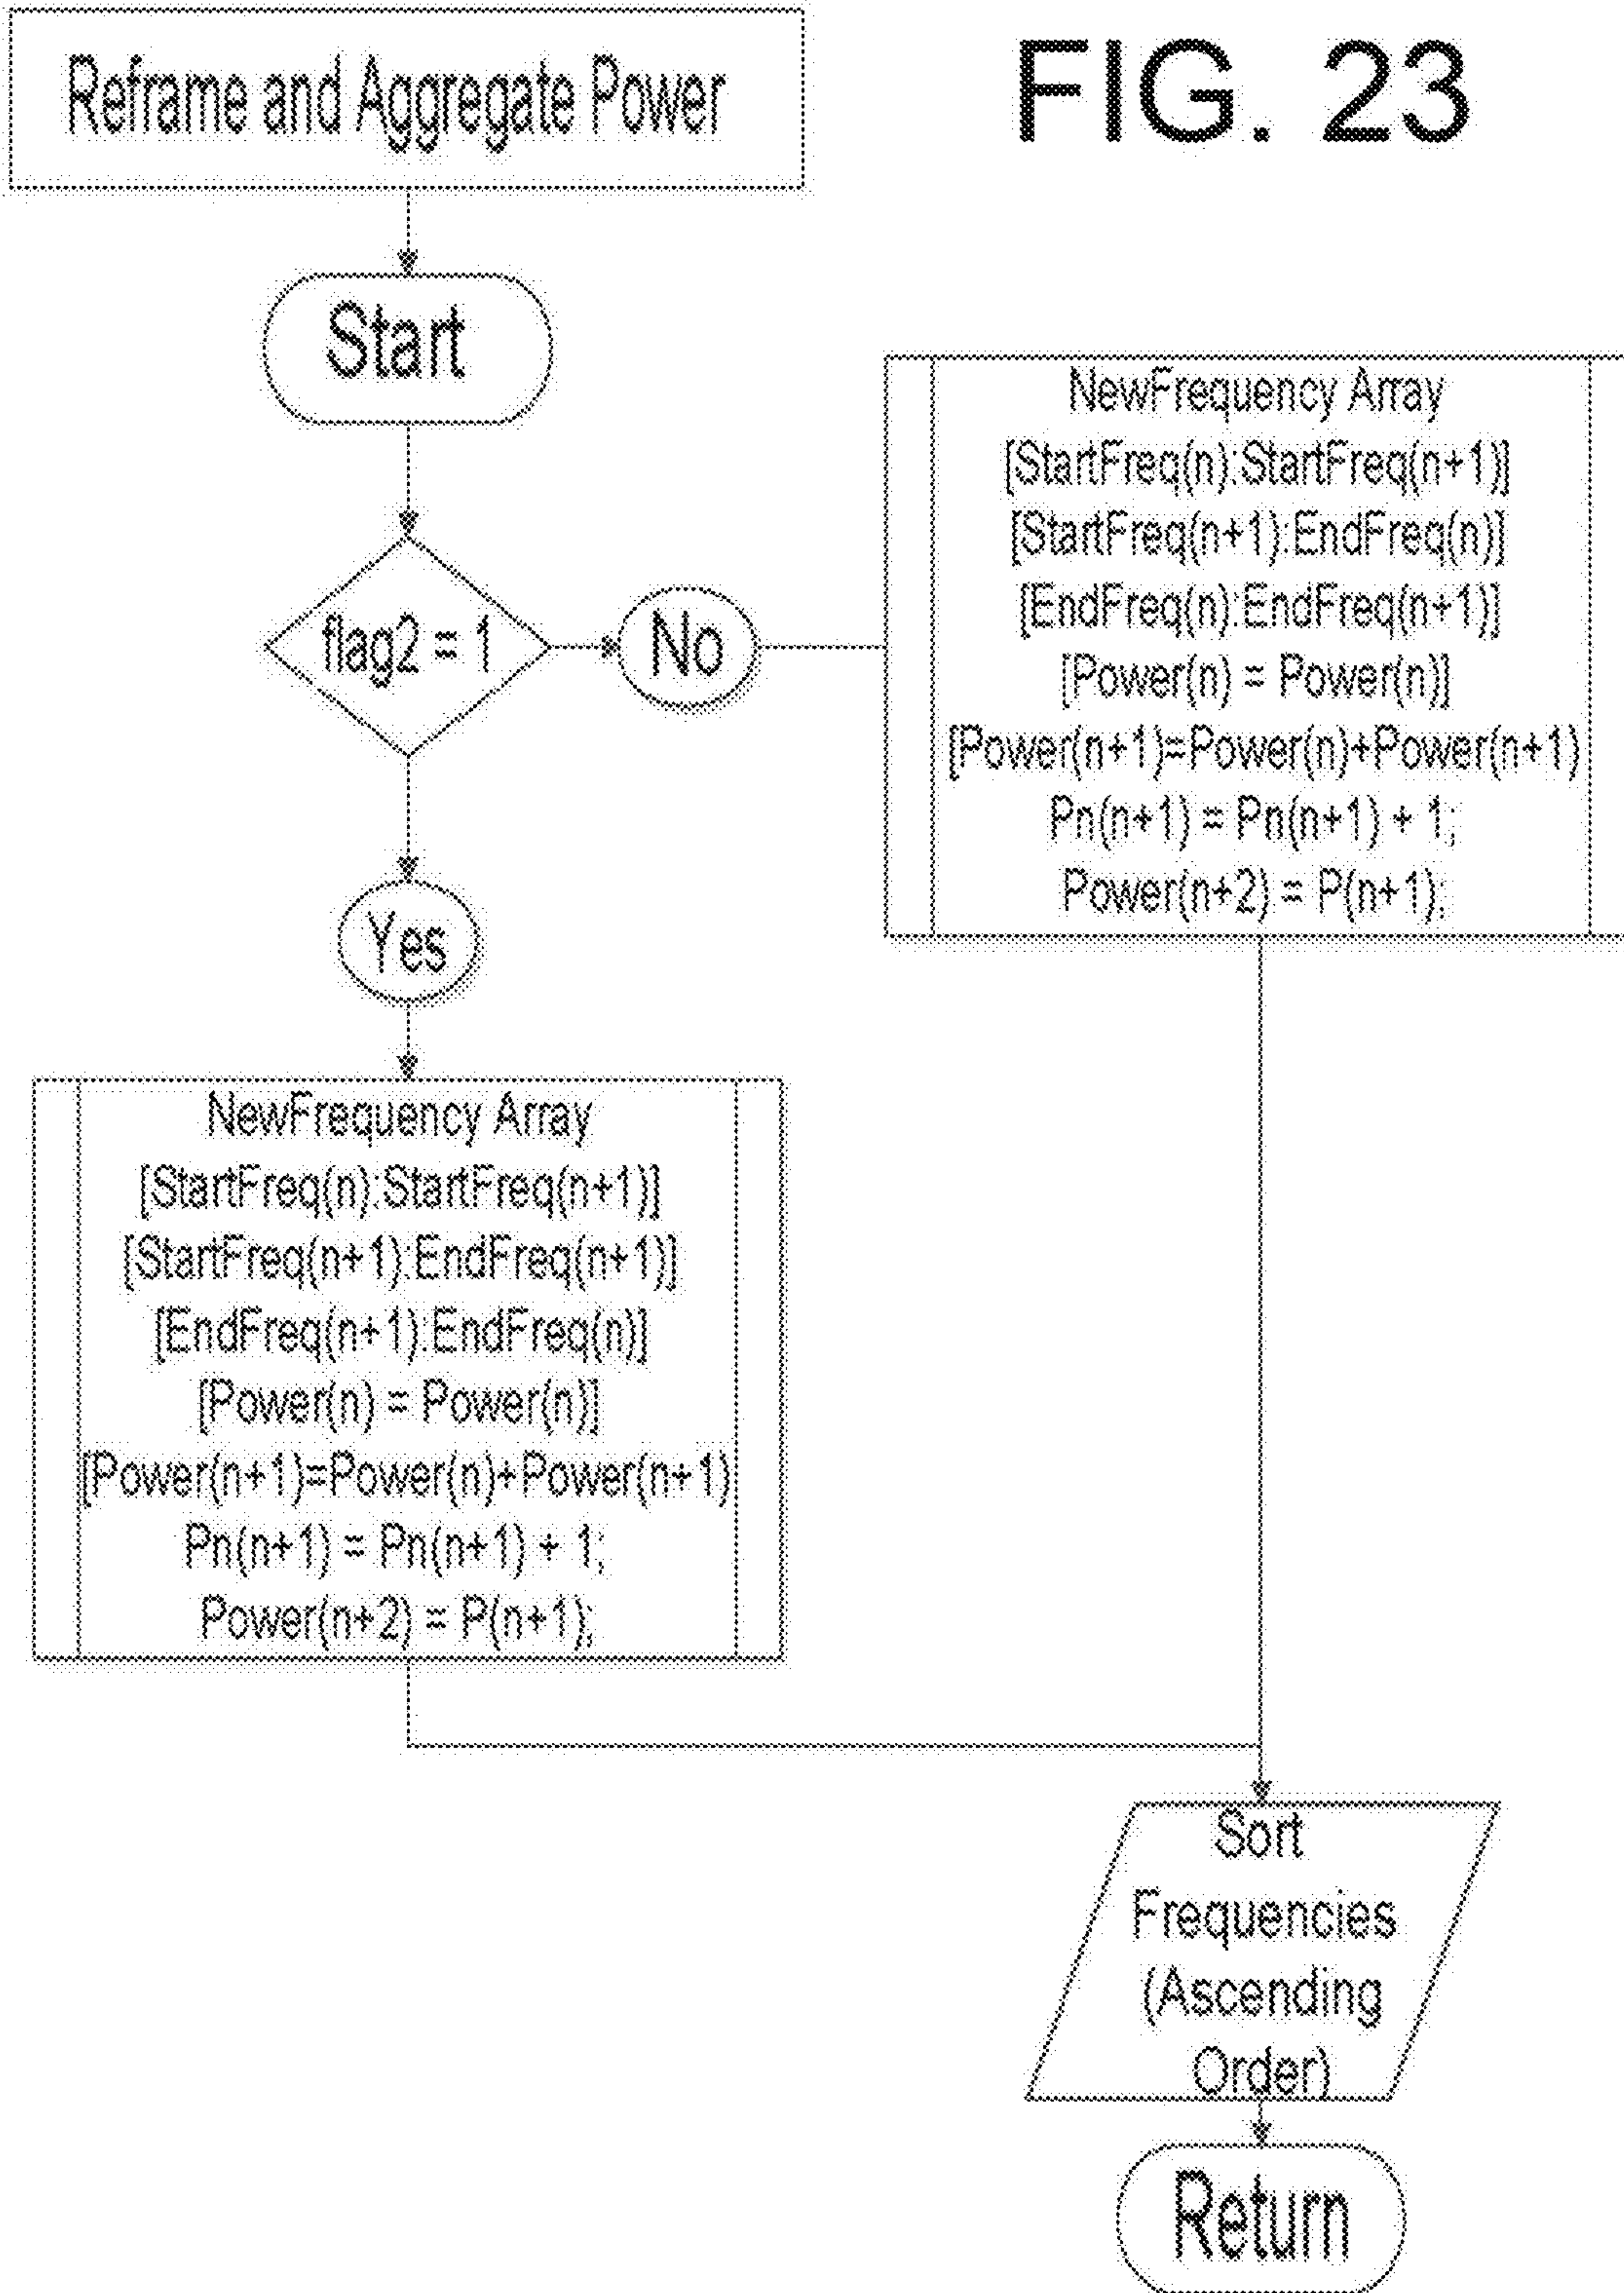 Reframe and Aggregate Power
FIG. 23
Start
flag2 = 1
No
NewFrequency Array
[StartFreq(n):StartFreq(n+1)]
[StartFreq(n+1):EndFreq(n)]
[EndFreq(n):EndFreq(n+1)]
[Power(n) = Power(n)]
[Power(n+1)=Power(n)+Power(n+1)
Pn(n+1) = Pn(n+1) + 1;
Power(n+2) = P(n+1);
Yes
NewFrequency Array
[StartFreq(n):StartFreq(n+1)]
[StartFreq(n+1):EndFreq(n+1)]
[EndFreq(n+1):EndFreq(n)]
[Power(n) = Power(n)]
[Power(n+1)=Power(n)+Power(n+1)
Pn(n+1) = Pn(n+1) + 1;
Power(n+2) = P(n+1);
Sort
Frequencies
(Ascending
Order)
Return